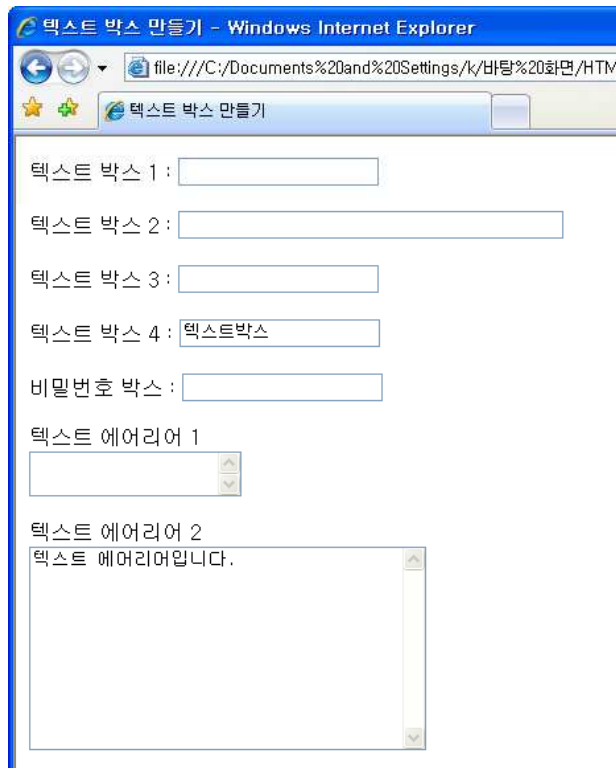 텍스트 박스 만들기 - Windows Internet Explorer
file:///C:/Documents%20and%20Settings/k/바탕%20화면/HTM
텍스트 박스 만들기
텍스트 박스 1 :
텍스트 박스 2 :
텍스트 박스 3 :
텍스트 박스 4 : 텍스트박스
비밀번호 박스 :
텍스트 에어리어 1
텍스트 에어리어 2
텍스트 에어리어입니다.